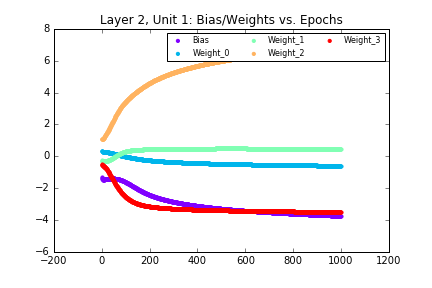 Layer 2, Unit 1: Bias/Weights vs. Epochs
8
6
4
2
0
−2
−4
−6
Bias Weight_1 Weight_3
Weight_0 Weight_2
−200 0 200 400 600 800 1000 1200